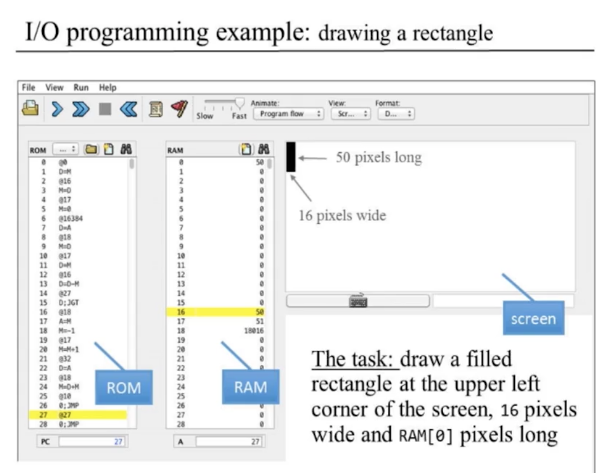 I/O programming example: drawing a rectangle
File View Run Help
Animate: View: Format:
Slow Fast Program flow Scr... D...
ROM ... RAM
0 @0 0 50
1 D=M 1 0
2 @16 2 0
3 M=D 3 0
4 @17 4 0
5 M=0 5 0
6 @16384 6 0
7 D=A 7 0
8 @18 8 0
9 M=D 9 0
10 @17 10 0
11 D=M 11 0
12 @16 12 0
13 D=D-M 13 0
14 @27 14 0
15 D;JGT 15 0
16 @18 16 50
17 A=M 17 51
18 M=-1 18 18016
19 @17 19 0
20 M=M+1 20 0
21 @32 21 0
22 D=A 22 0
23 @18 23 0
24 M=D+M 24 0
25 @10 25 0
26 0;JMP 26 0
27 @27 27 0
28 0;JMP 28 0
PC 27 A 27
ROM
RAM
50 pixels long
16 pixels wide
screen
The task: draw a filled
rectangle at the upper left
corner of the screen, 16 pixels
wide and RAM[0] pixels long